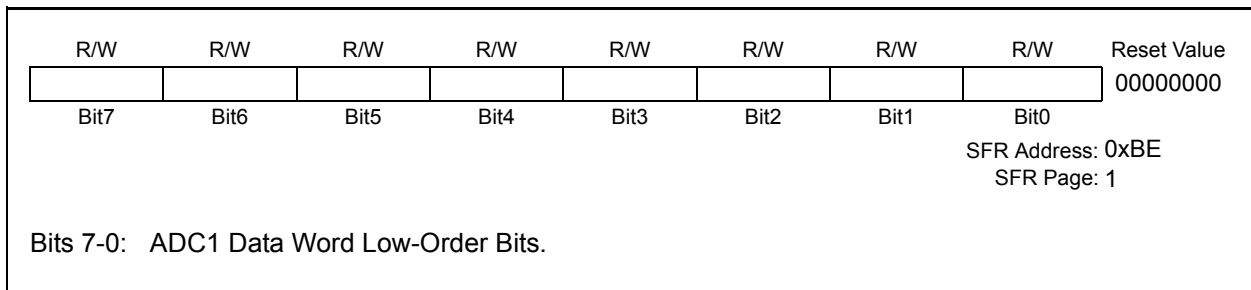 R/W R/W R/W R/W R/W R/W R/W R/W Reset Value
00000000
Bit7 Bit6 Bit5 Bit4 Bit3 Bit2 Bit1 Bit0
SFR Address: 0xBE
SFR Page: 1
Bits 7-0: ADC1 Data Word Low-Order Bits.